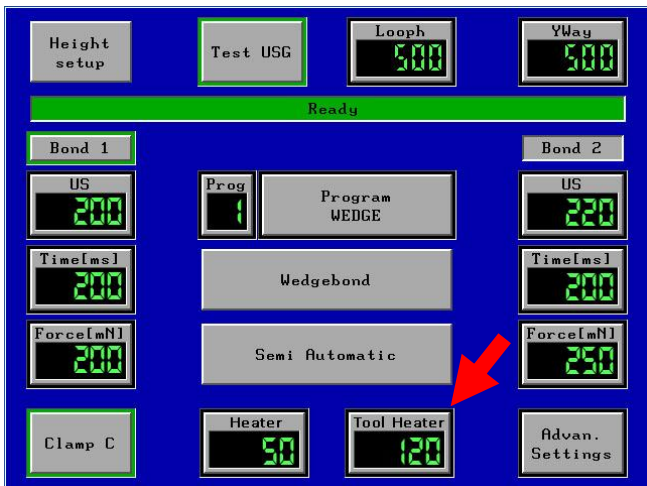 Height
setup
Test USG
Looph
500
YWay
500
Ready
Bond 1
Bond 2
US
200
Prog
1
Program
WEDGE
US
220
Time[ms]
200
Wedgebond
Time[ms]
200
Force[mN]
200
Semi Automatic
Force[mN]
250
Clamp C
Heater
50
Tool Heater
120
Advan.
Settings